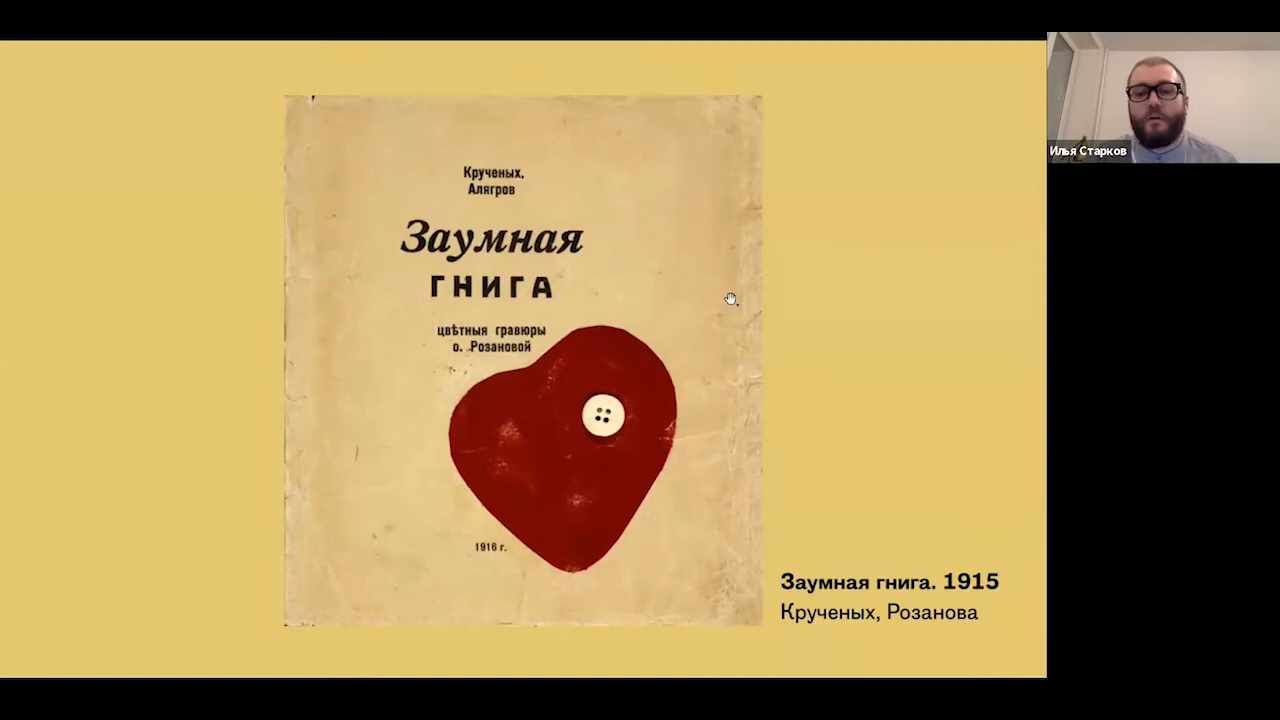 Крученых.
Алягров
Заумная
ГНИГА
цвѣтныя гравюры
о. Розановой
1916 г.
Заумная гнига. 1915
Крученых, Розанова
Илья Старков